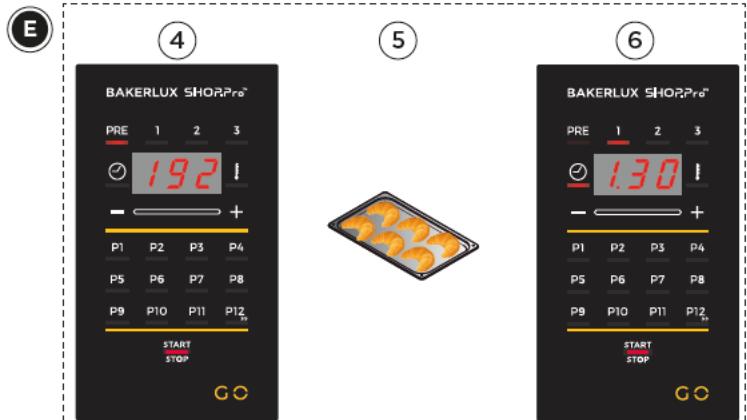 E
4
5
6
BAKERLUX SHOP.Pro™
PRE 1 2 3
192
− +
P1 P2 P3 P4
P5 P6 P7 P8
P9 P10 P11 P12 >>
START
STOP
GO
BAKERLUX SHOP.Pro™
PRE 1 2 3
1.30
− +
P1 P2 P3 P4
P5 P6 P7 P8
P9 P10 P11 P12 >>
START
STOP
GO